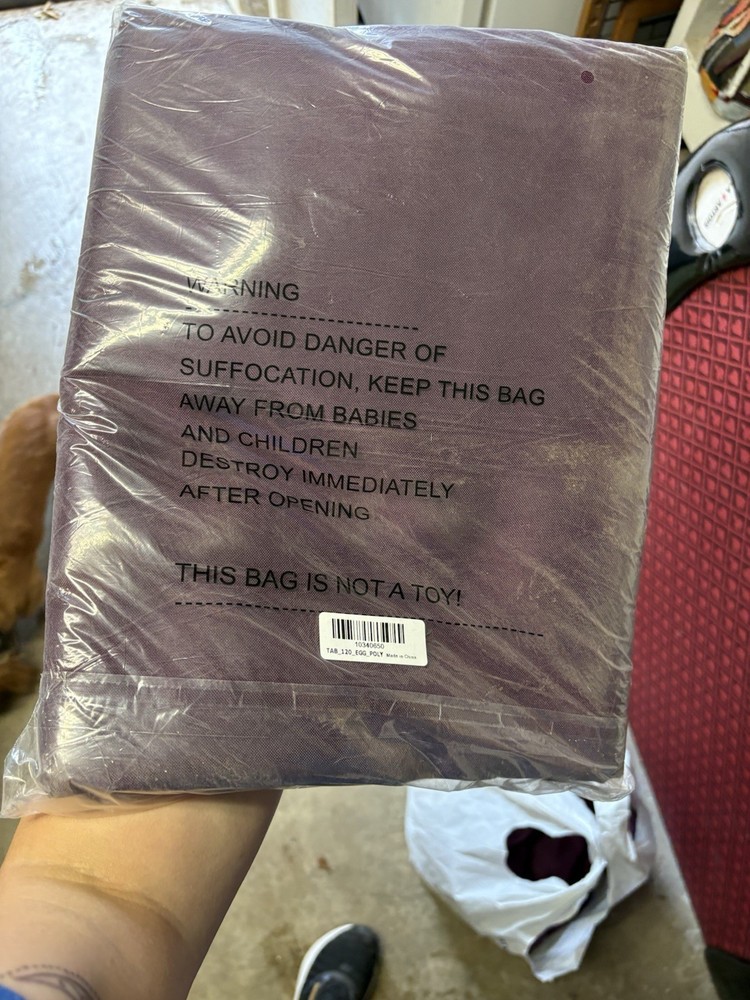 WARNING
TO AVOID DANGER OF
SUFFOCATION, KEEP THIS BAG
AWAY FROM BABIES
AND CHILDREN
DESTROY IMMEDIATELY
AFTER OPENING
THIS BAG IS NOT A TOY!
10340650
TAB_120_EGG_POLY Made in China